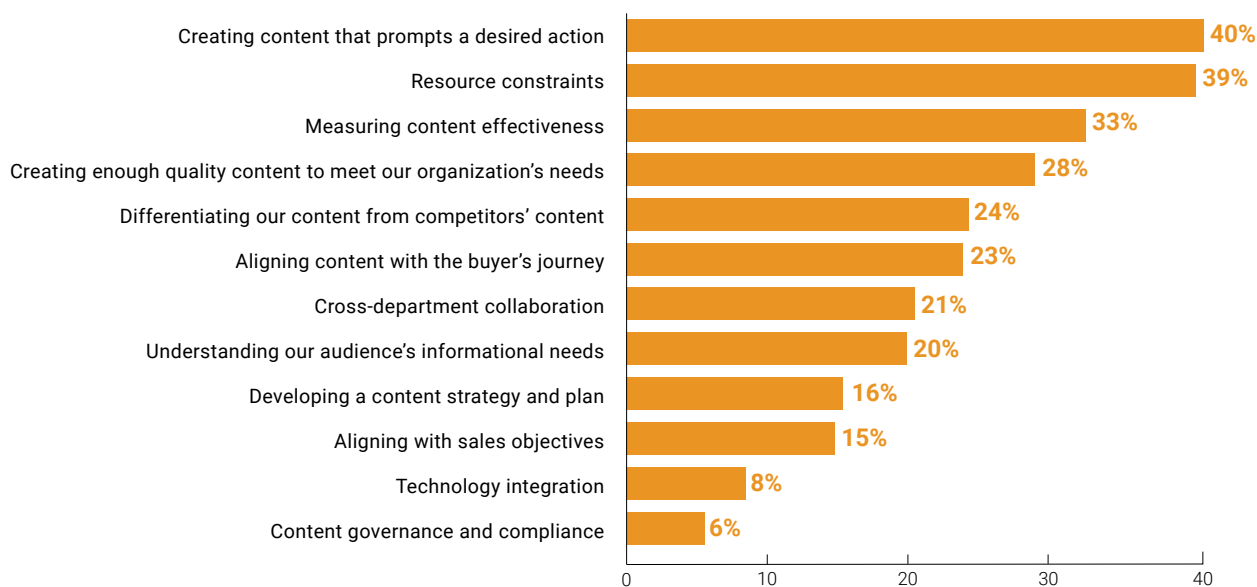 Creating content that prompts a desired action 40%
Resource constraints 39%
Measuring content effectiveness 33%
Creating enough quality content to meet our organization’s needs 28%
Differentiating our content from competitors’ content 24%
Aligning content with the buyer’s journey 23%
Cross-department collaboration 21%
Understanding our audience’s informational needs 20%
Developing a content strategy and plan 16%
Aligning with sales objectives 15%
Technology integration 8%
Content governance and compliance 6%
0 10 20 30 40